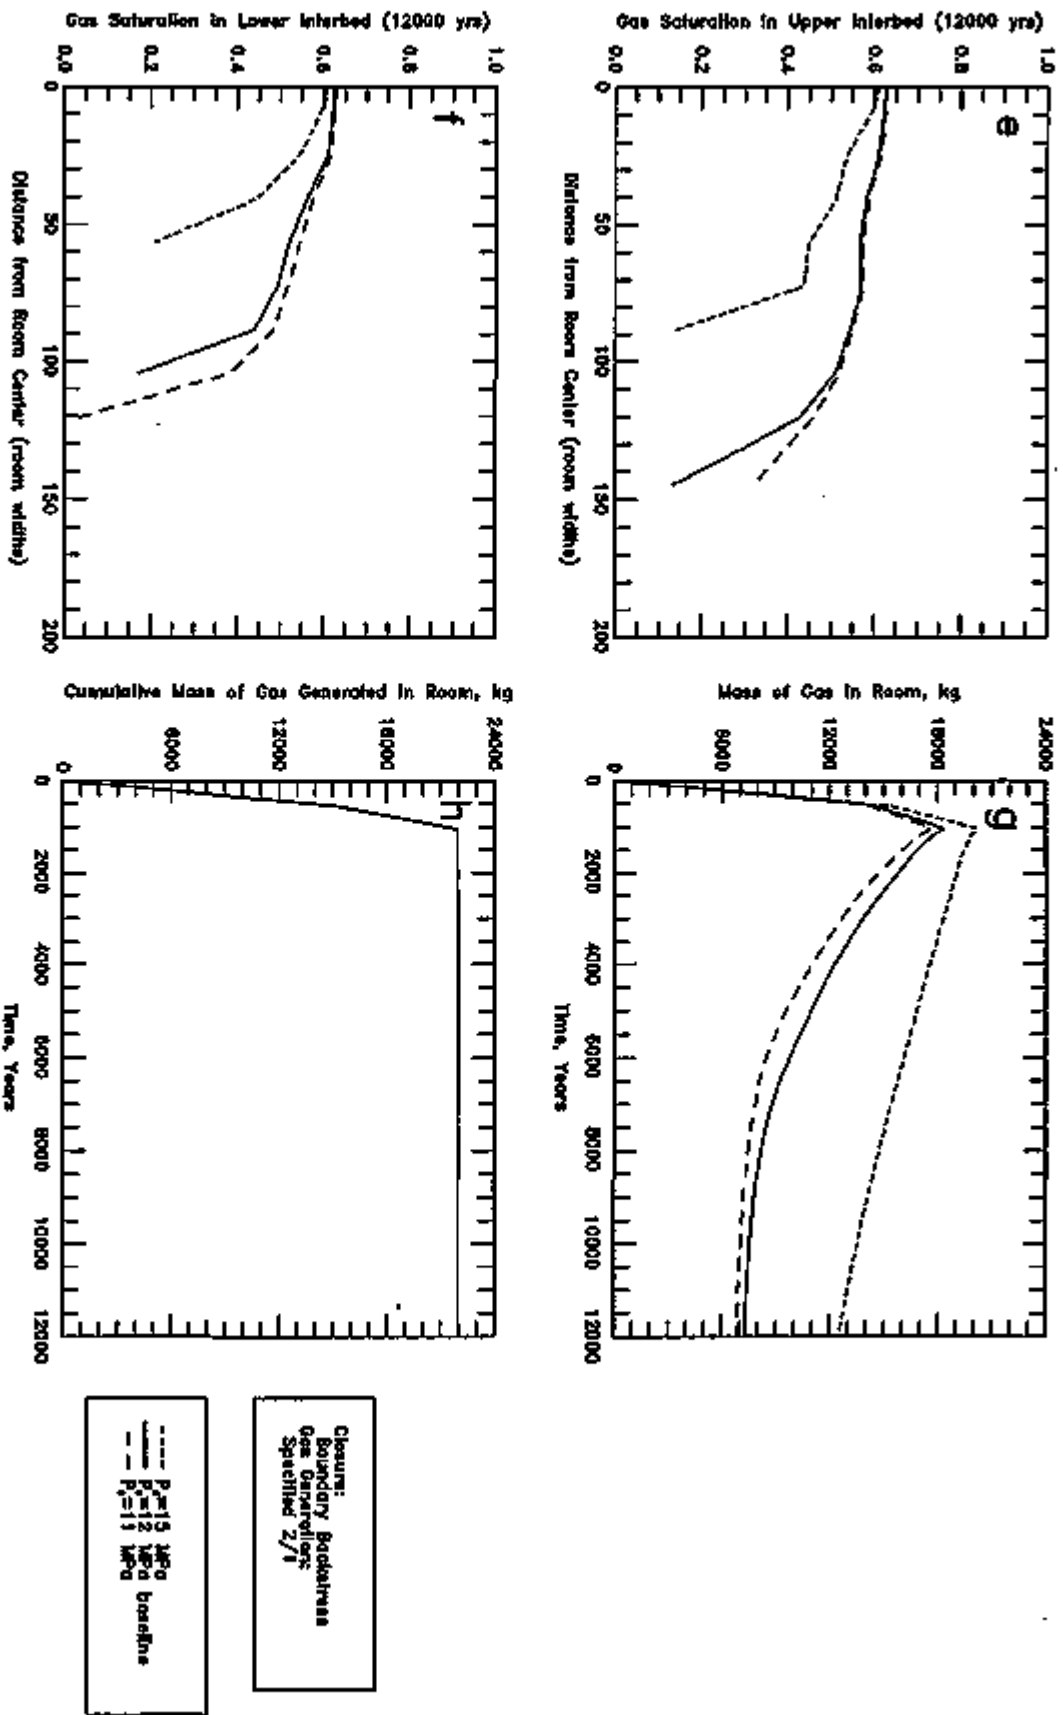 Gas Saturation in Upper Interbed (12000 yrs)
1.0
0.8
0.6
0.4
0.2
0.0
e
0
50
100
150
200
Distance from Room Center (room widths)
Mass of Gas in Room, kg
24000
18000
12000
6000
0
g
0
2000
4000
6000
8000
10000
12000
Time, Years
Gas Saturation in Lower Interbed (12000 yrs)
1.0
0.8
0.6
0.4
0.2
0.0
f
0
50
100
150
200
Distance from Room Center (room widths)
Cumulative Mass of Gas Generated in Room, kg
24000
18000
12000
6000
0
h
0
2000
4000
6000
8000
10000
12000
Time, Years
Closure:
Boundary Backstress
Gas Generation:
Specified 2/1
=15 MPa
=12 MPa baseline
=11 MPa